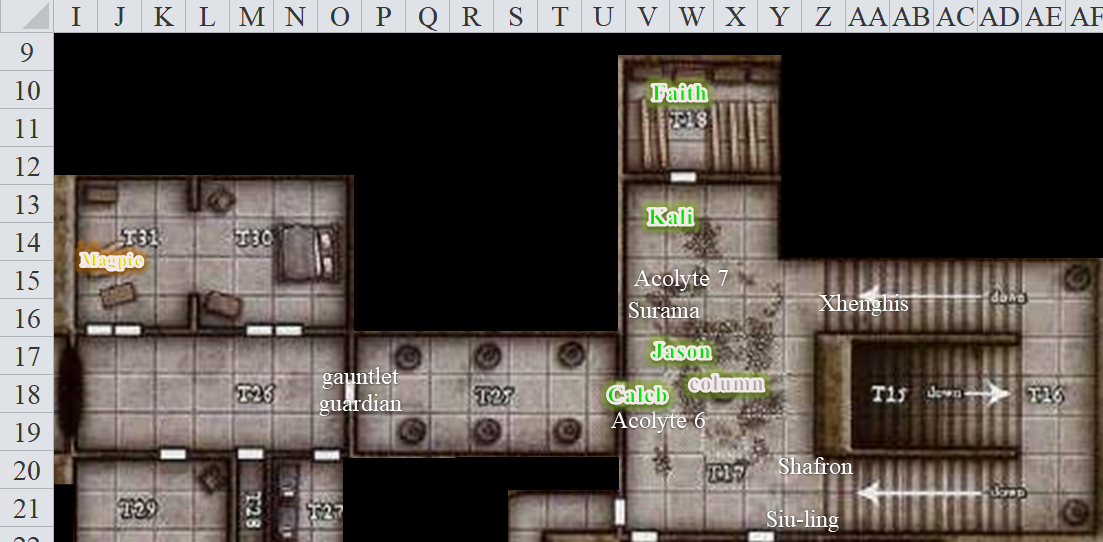 I J K L M N O P Q R S T U V W X Y Z AA AB AC AD AE AF
9
10 Faith
11 T18
12
13 Kali
14 T31 T30
Magpie
15 Acolyte 7
16 Surama Xhenghis down
17 Jason
gauntlet column
18 T26 guardian T25 Caleb T15 down T16
19 Acolyte 6
20 T17 Shafron
21 T29 T28 T27 Siu-ling down
22